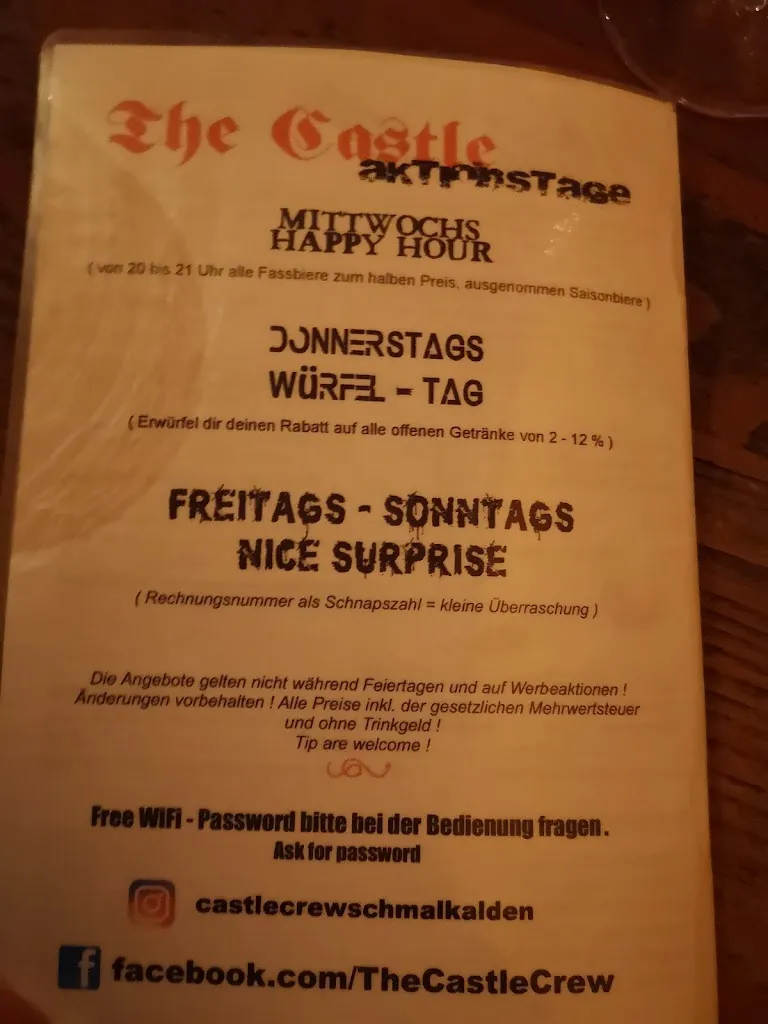 The Castle
aktionstage
MITTWOCHS
HAPPY HOUR
( von 20 bis 21 Uhr alle Fassbiere zum halben Preis, ausgenommen Saisonbiere )
DONNERSTAGS
WÜRFEL - TAG
( Erwürfel dir deinen Rabatt auf alle offenen Getränke von 2 - 12 % )
FREITAGS - SONNTAGS
NICE SURPRISE
( Rechnungsnummer als Schnapszahl = kleine Überraschung )
Die Angebote gelten nicht während Feiertagen und auf Werbeaktionen !
Änderungen vorbehalten ! Alle Preise inkl. der gesetzlichen Mehrwertsteuer
und ohne Trinkgeld !
Tip are welcome !
Free WIFi - Password bitte bei der Bedienung fragen.
Ask for password
castlecrewschmalkalden
f facebook.com/TheCastleCrew